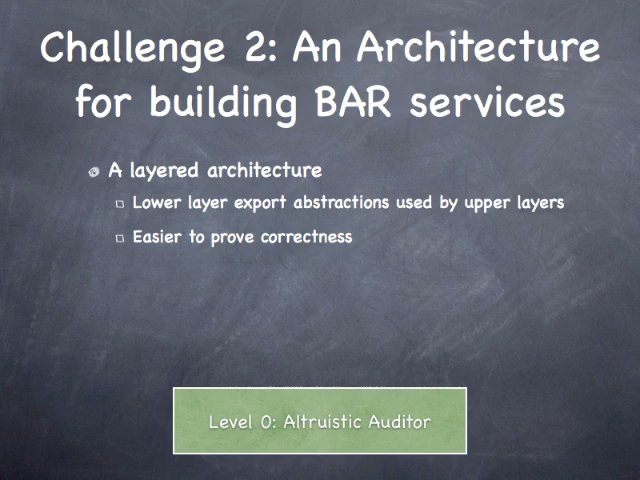 Challenge 2: An Architecture
for building BAR services
A layered architecture
Lower layer export abstractions used by upper layers
Easier to prove correctness
Level 0: Altruistic Auditor